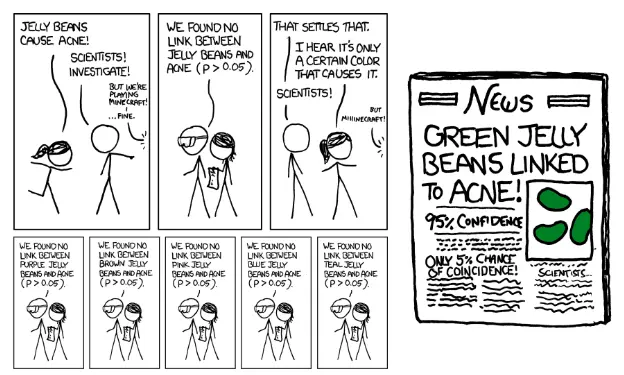 JELLY BEANS
CAUSE ACNE!
SCIENTISTS!
INVESTIGATE!
BUT WE'RE
PLAYING
MINECRAFT!
...FINE.
WE FOUND NO
LINK BETWEEN
JELLY BEANS AND
ACNE (P > 0.05).
THAT SETTLES THAT.
I HEAR IT'S ONLY
A CERTAIN COLOR
THAT CAUSES IT.
SCIENTISTS!
BUT
MIIINECRAFT!
WE FOUND NO
LINK BETWEEN
PURPLE JELLY
BEANS AND ACNE
(P > 0.05).
WE FOUND NO
LINK BETWEEN
BROWN JELLY
BEANS AND ACNE
(P > 0.05).
WE FOUND NO
LINK BETWEEN
PINK JELLY
BEANS AND ACNE
(P > 0.05).
WE FOUND NO
LINK BETWEEN
BLUE JELLY
BEANS AND ACNE
(P > 0.05).
WE FOUND NO
LINK BETWEEN
TEAL JELLY
BEANS AND ACNE
(P > 0.05).
NEWS
GREEN JELLY
BEANS LINKED
TO ACNE!
95% CONFIDENCE
ONLY 5% CHANCE
OF COINCIDENCE!
SCIENTISTS...